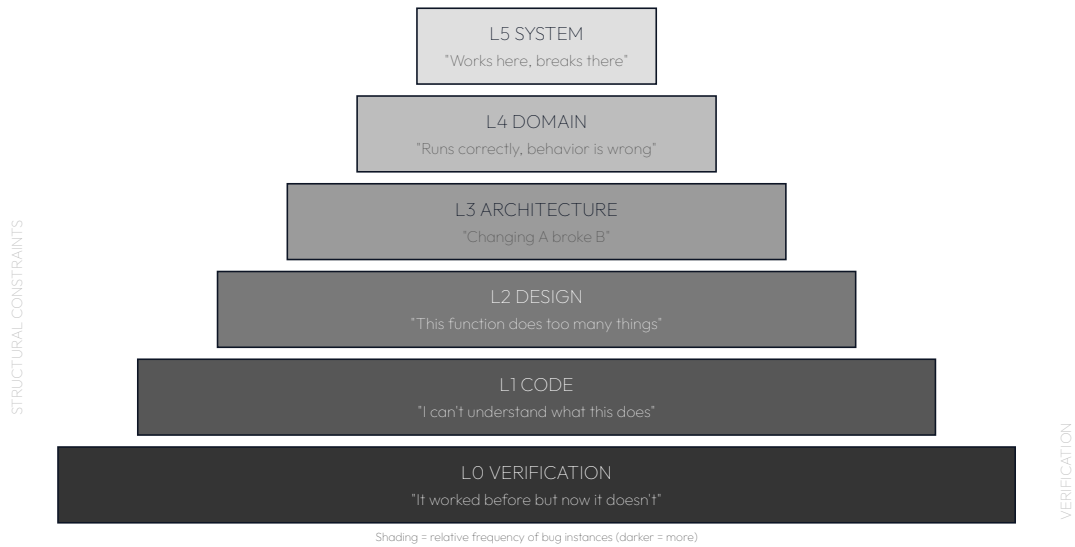 L5 SYSTEM
"Works here, breaks there"
L4 DOMAIN
"Runs correctly, behavior is wrong"
L3 ARCHITECTURE
"Changing A broke B"
L2 DESIGN
"This function does too many things"
L1 CODE
"I can't understand what this does"
L0 VERIFICATION
"It worked before but now it doesn't"
Shading = relative frequency of bug instances (darker = more)
STRUCTURAL CONSTRAINTS
VERIFICATION